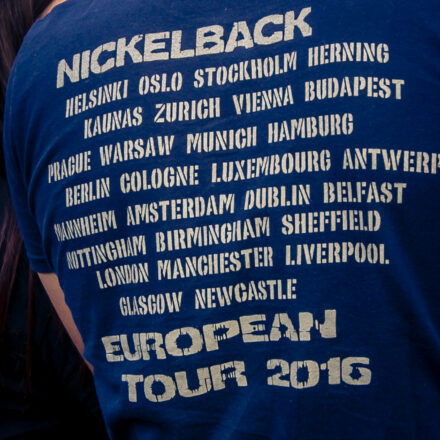 NICKELBACK
HELSINKI OSLO STOCKHOLM HERNING
KAUNAS ZURICH VIENNA BUDAPEST
PRAGUE WARSAW MUNICH HAMBURG
BERLIN COLOGNE LUXEMBOURG ANTWERP
MANNHEIM AMSTERDAM DUBLIN BELFAST
NOTTINGHAM BIRMINGHAM SHEFFIELD
LONDON MANCHESTER LIVERPOOL
GLASGOW NEWCASTLE
EUROPEAN
TOUR 2016